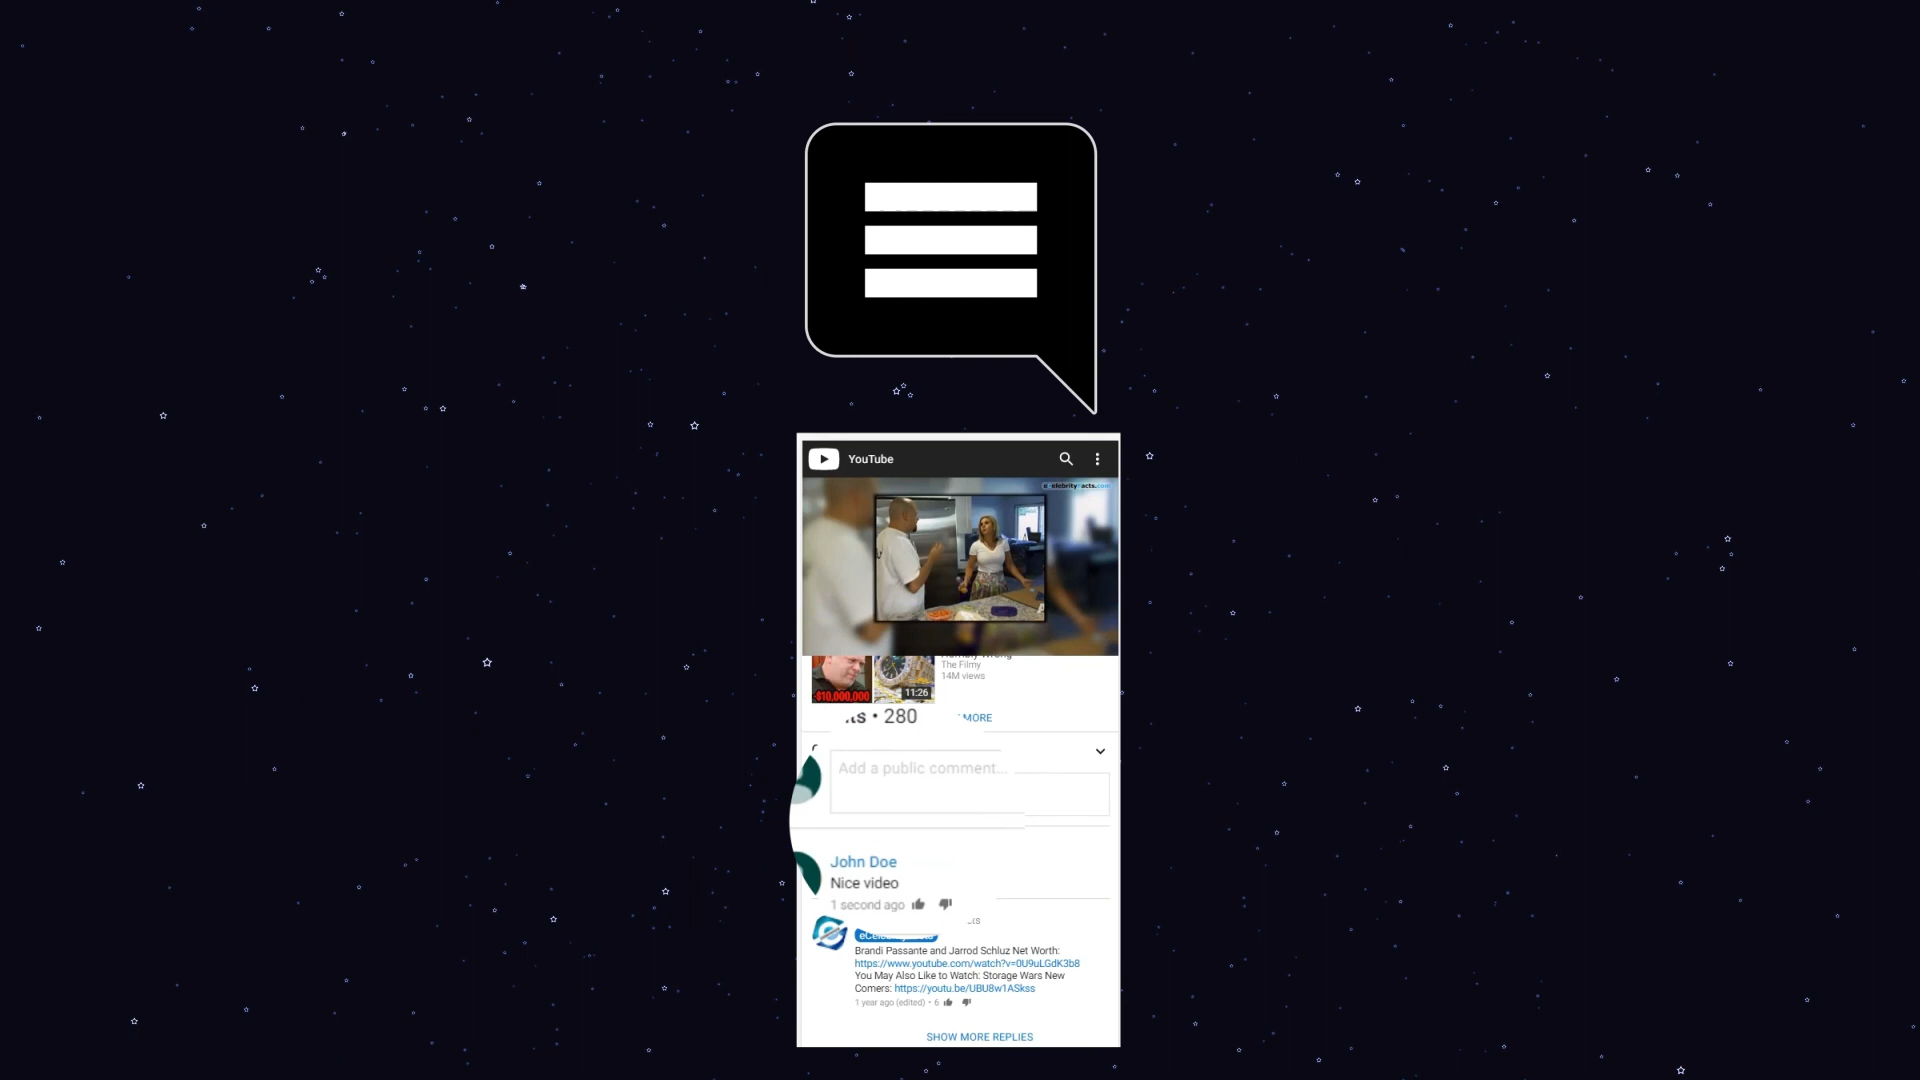 YouTube
The Filmy
14M views
-$10,000,000
11:26
• 280
MORE
Add a public comment...
John Doe
Nice video
1 second ago
Brandi Passante and Jarrod Schluz Net Worth:
https://www.youtube.com/watch?v=0U9uLGdK3b8
You May Also Like to Watch: Storage Wars New
Comers: https://youtu.be/UBU8w1ASkss
1 year ago (edited) • 6
SHOW MORE REPLIES